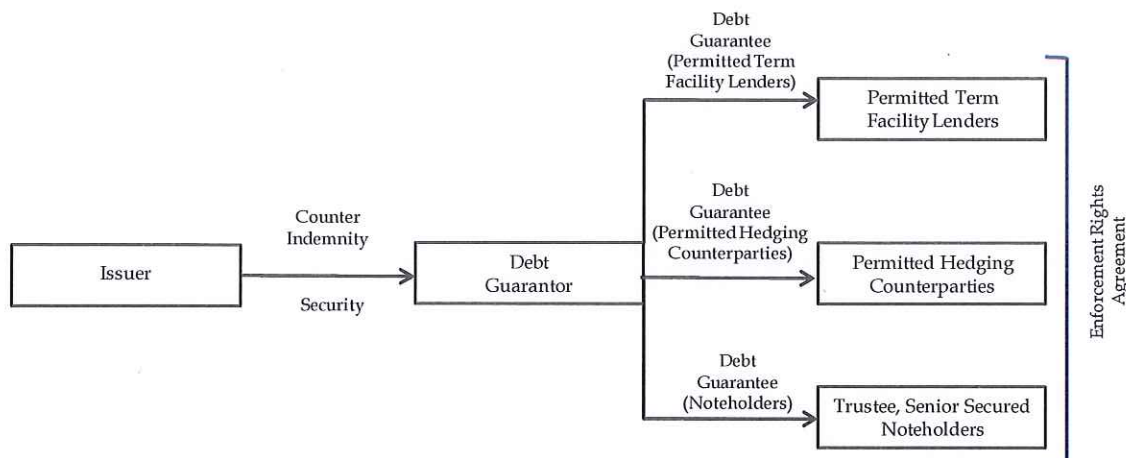 Debt
Guarantee
(Permitted Term
Facility Lenders)
Permitted Term
Facility Lenders
Counter
Indemnity
Issuer
Security
Debt
Guarantor
Debt
Guarantee
(Permitted Hedging
Counterparties)
Permitted Hedging
Counterparties
Debt
Guarantee
(Noteholders)
Trustee, Senior Secured
Noteholders
Enforcement Rights
Agreement